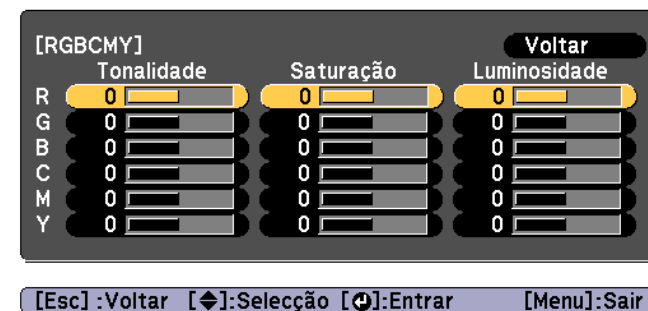 [RGBCMY] Voltar
Tonalidade Saturação Luminosidade
R 0 0 0
G 0 0 0
B 0 0 0
C 0 0 0
M 0 0 0
Y 0 0 0
[Esc] :Voltar [◆]:Selecção [↵]:Entrar [Menu]:Sair